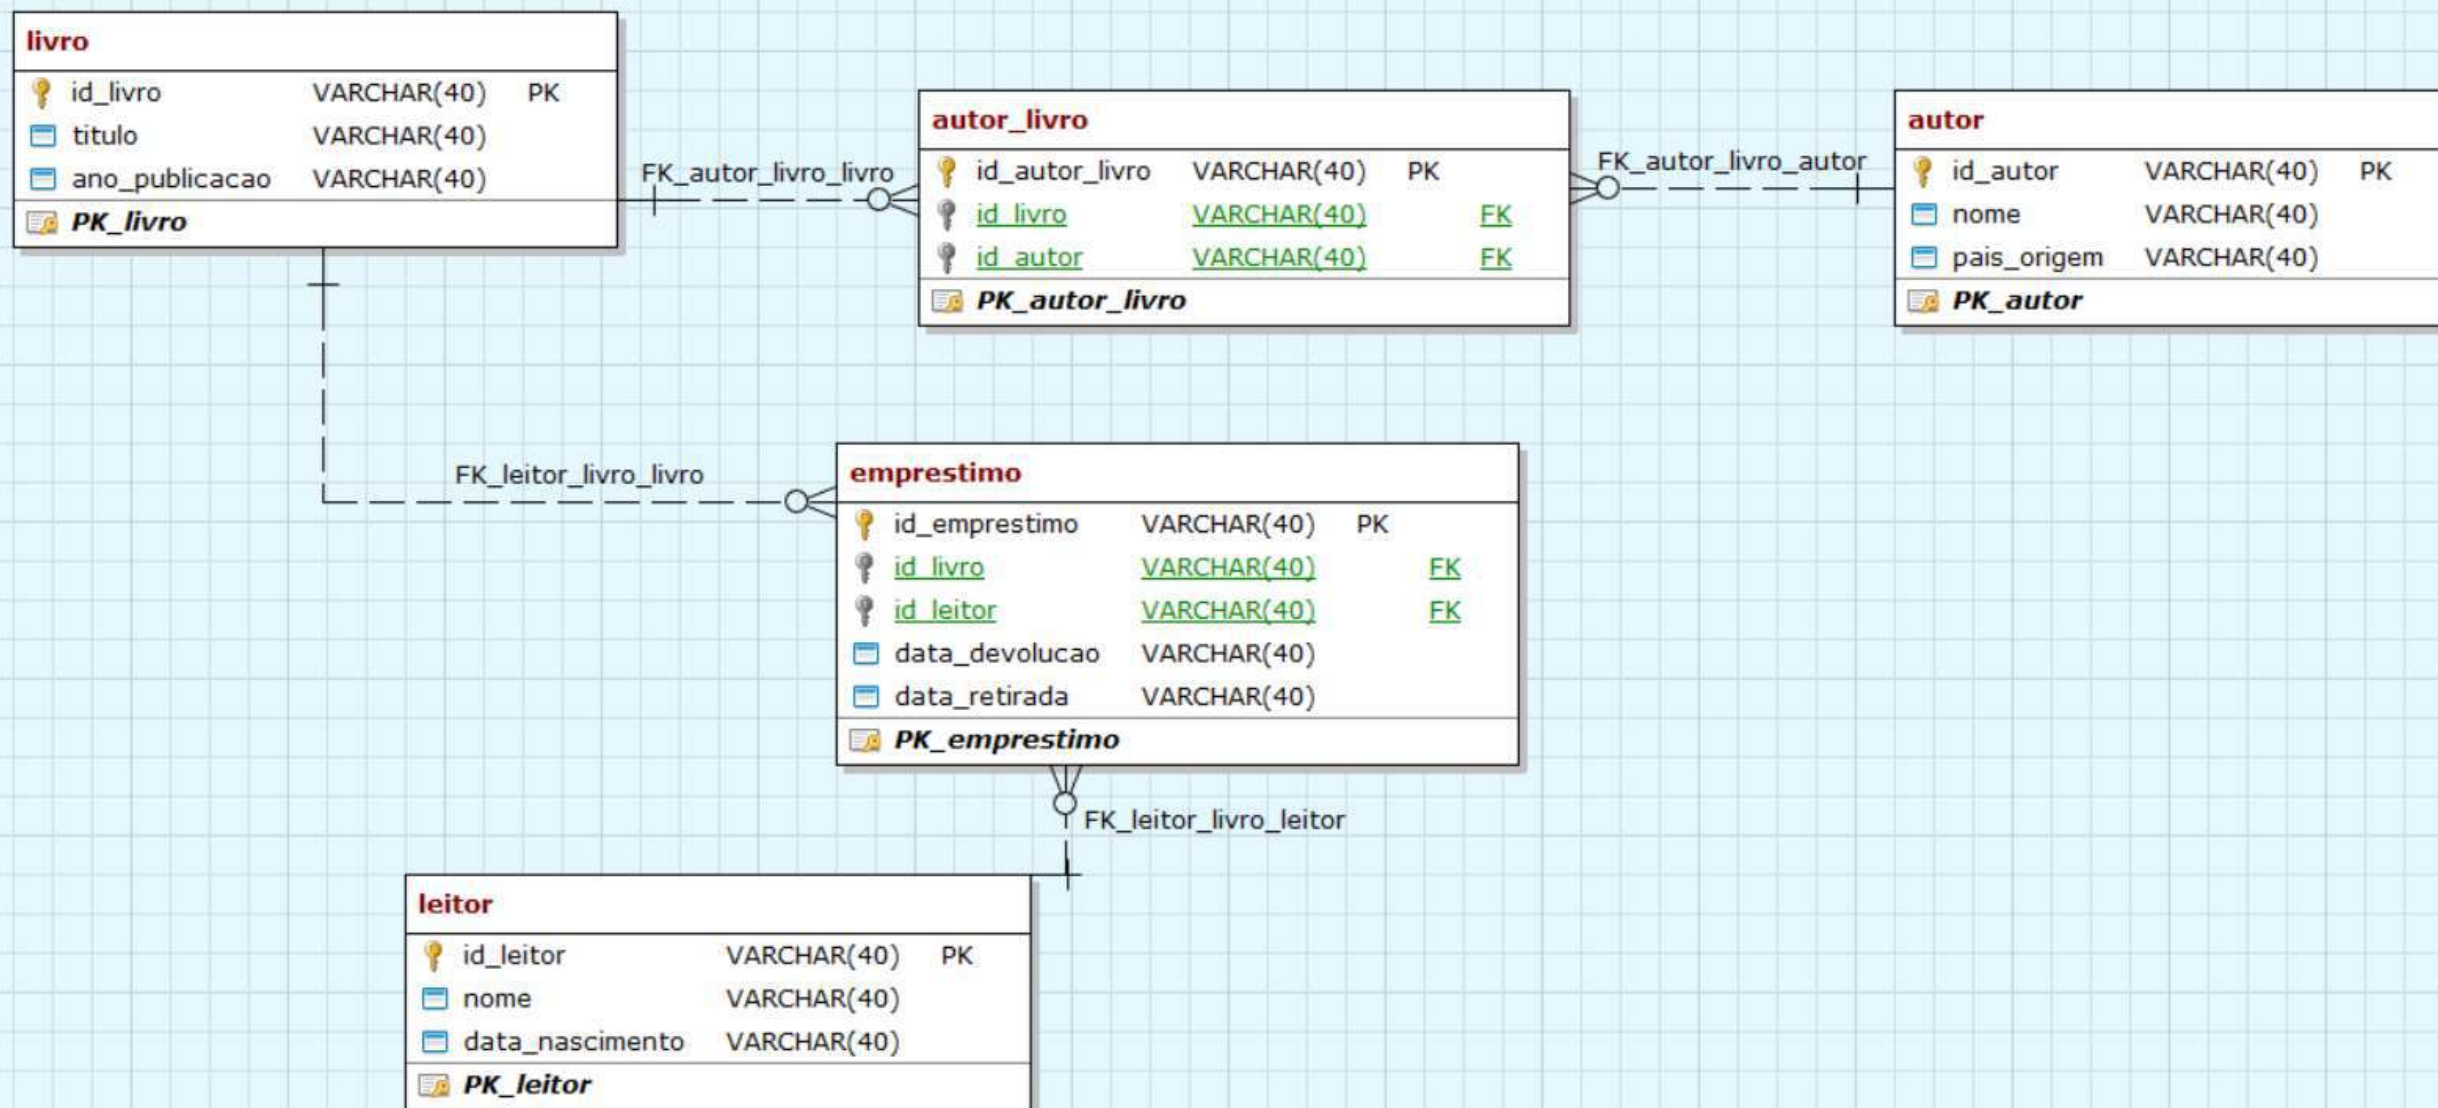 livro
id_livro VARCHAR(40) PK
titulo VARCHAR(40)
ano_publicacao VARCHAR(40)
PK_livro
FK_autor_livro_livro
autor_livro
id_autor_livro VARCHAR(40) PK
id_livro VARCHAR(40) FK
id_autor VARCHAR(40) FK
PK_autor_livro
FK_autor_livro_autor
autor
id_autor VARCHAR(40) PK
nome VARCHAR(40)
pais_origem VARCHAR(40)
PK_autor
FK_leitor_livro_livro
emprestimo
id_emprestimo VARCHAR(40) PK
id_livro VARCHAR(40) FK
id_leitor VARCHAR(40) FK
data_devolucao VARCHAR(40)
data_retirada VARCHAR(40)
PK_emprestimo
FK_leitor_livro_leitor
leitor
id_leitor VARCHAR(40) PK
nome VARCHAR(40)
data_nascimento VARCHAR(40)
PK_leitor